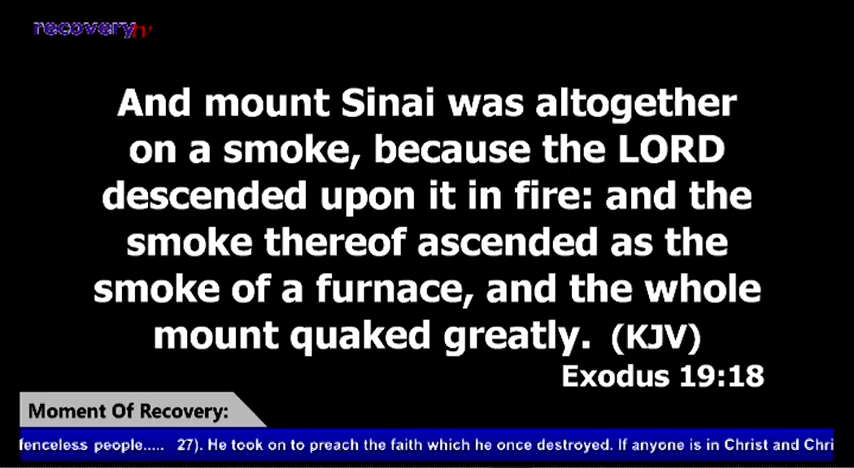 recoverytv
And mount Sinai was altogether
on a smoke, because the LORD
descended upon it in fire: and the
smoke thereof ascended as the
smoke of a furnace, and the whole
mount quaked greatly. (KJV)
Exodus 19:18
Moment Of Recovery:
fenceless people..... 27). He took on to preach the faith which he once destroyed. If anyone is in Christ and Chri